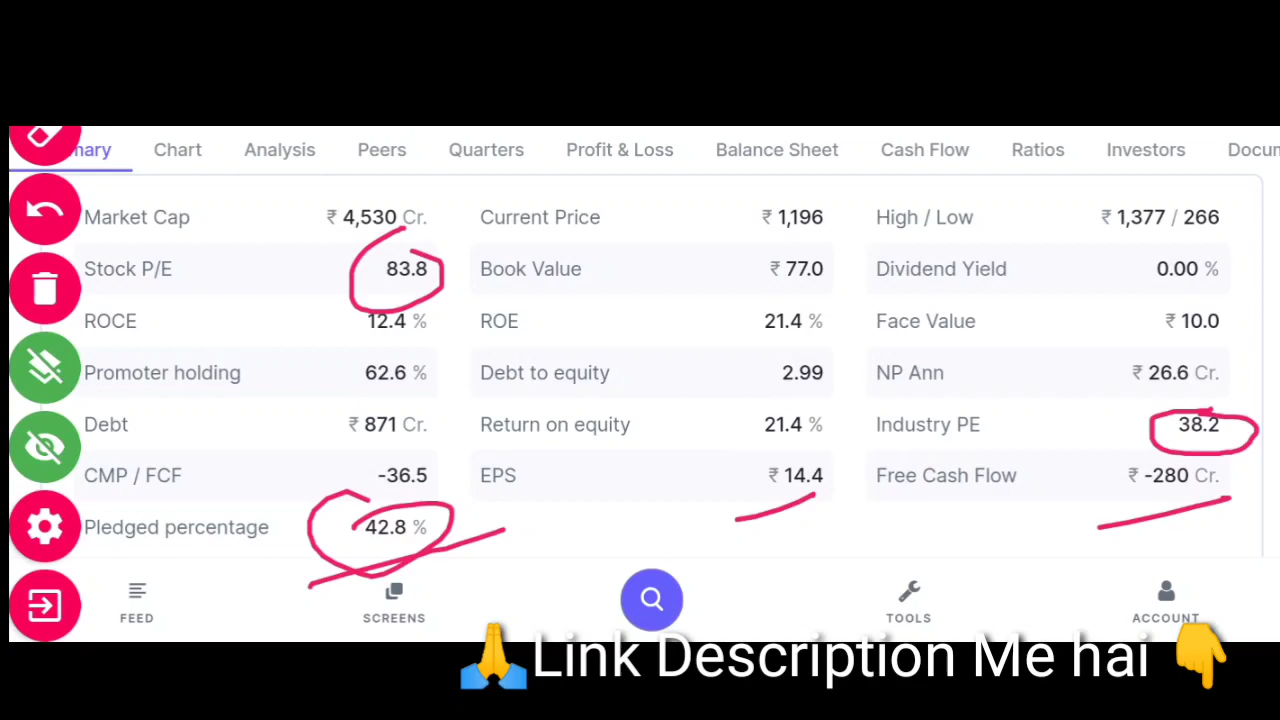 mary Chart Analysis Peers Quarters Profit & Loss Balance Sheet Cash Flow Ratios Investors Docum
Market Cap ₹ 4,530 Cr. Current Price ₹ 1,196 High / Low ₹ 1,377 / 266
Stock P/E 83.8 Book Value ₹ 77.0 Dividend Yield 0.00 %
ROCE 12.4 % ROE 21.4 % Face Value ₹ 10.0
Promoter holding 62.6 % Debt to equity 2.99 NP Ann ₹ 26.6 Cr.
Debt ₹ 871 Cr. Return on equity 21.4 % Industry PE 38.2
CMP / FCF -36.5 EPS ₹ 14.4 Free Cash Flow ₹ -280 Cr.
Pledged percentage 42.8 %
FEED SCREENS TOOLS ACCOUNT
🙏Link Description Me hai 👇